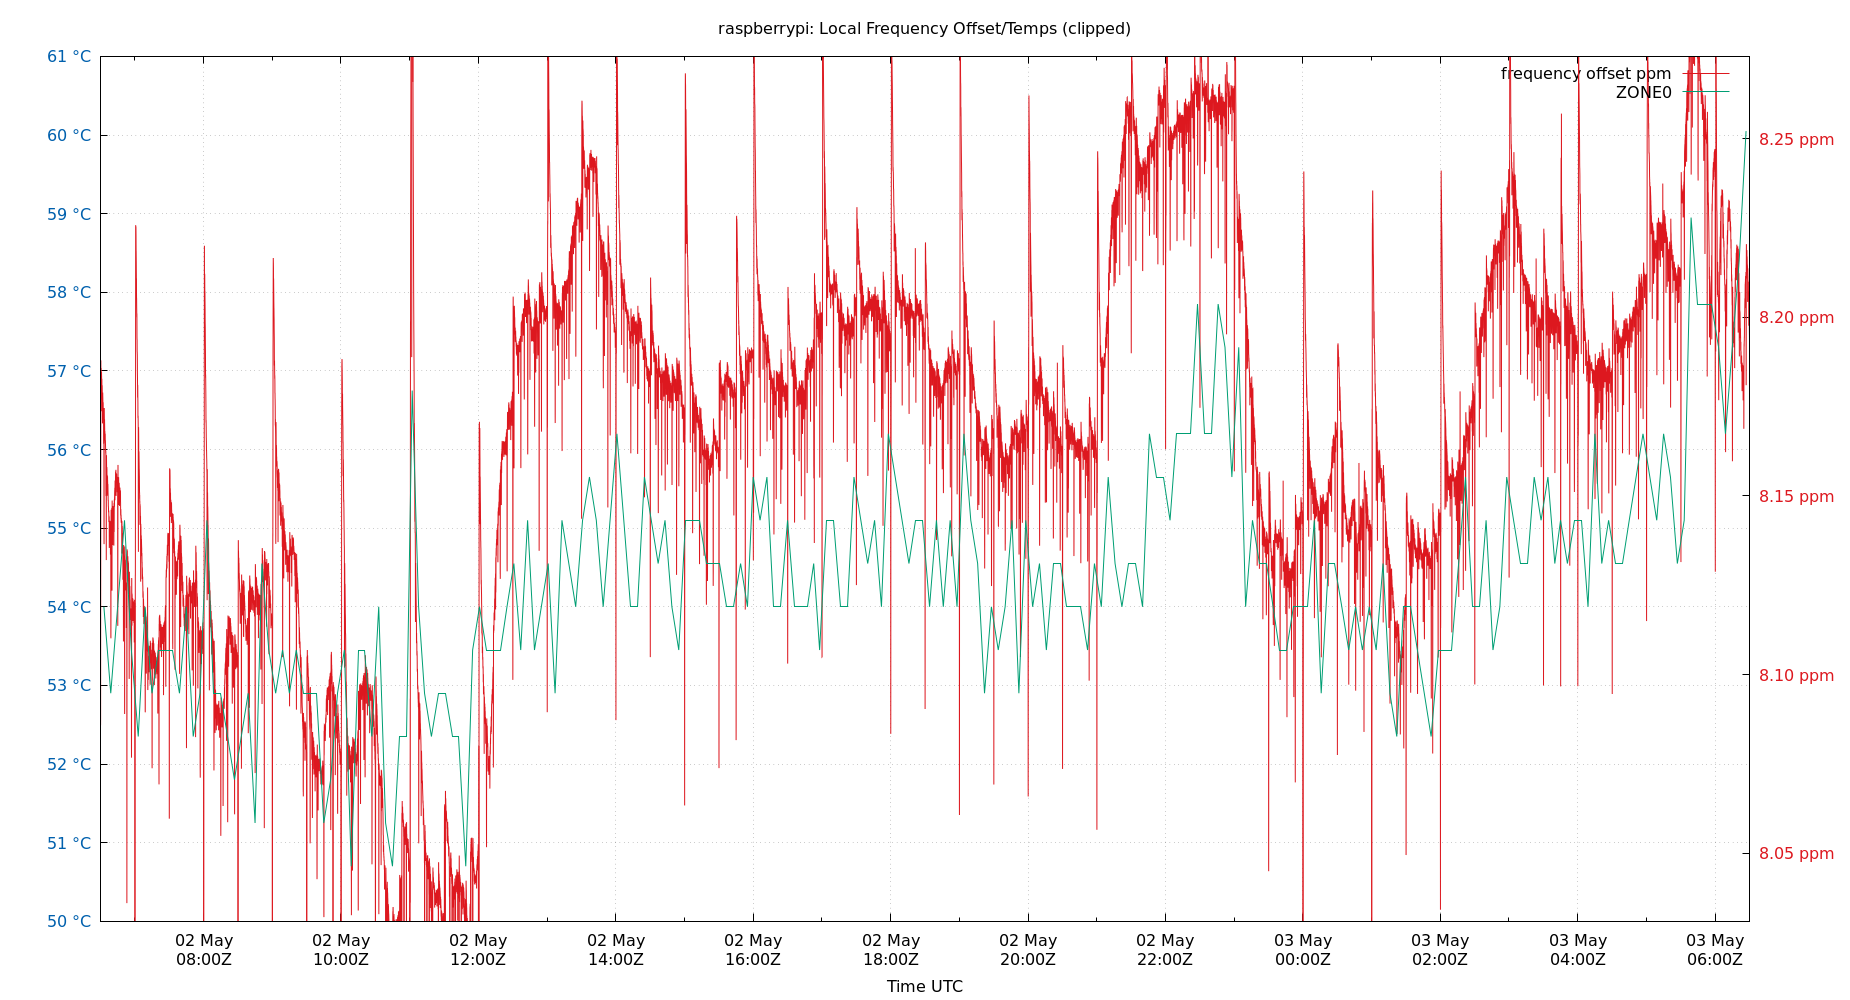 raspberrypi: Local Frequency Offset/Temps (clipped)
frequency offset ppm
ZONE0
61 °C
60 °C
59 °C
58 °C
57 °C
56 °C
55 °C
54 °C
53 °C
52 °C
51 °C
50 °C
8.25 ppm
8.20 ppm
8.15 ppm
8.10 ppm
8.05 ppm
02 May 02 May 02 May 02 May 02 May 02 May 02 May 02 May 03 May 03 May 03 May 03 May
08:00Z 10:00Z 12:00Z 14:00Z 16:00Z 18:00Z 20:00Z 22:00Z 00:00Z 02:00Z 04:00Z 06:00Z
Time UTC